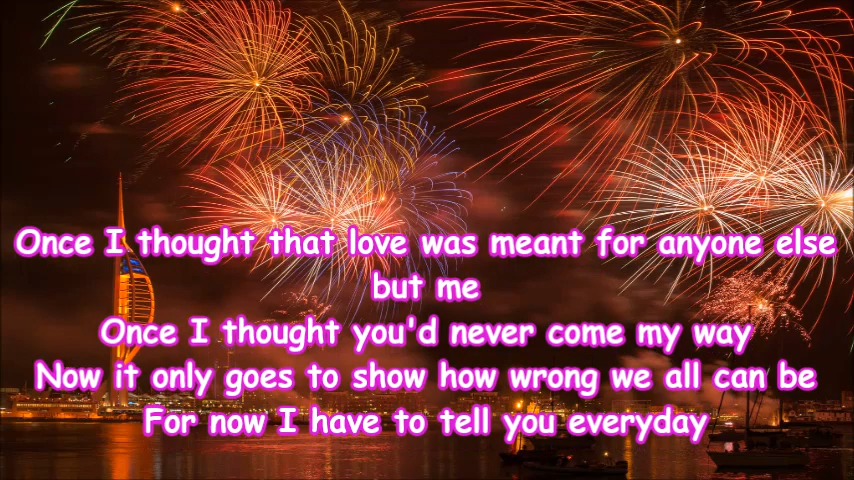 Once I thought that love was meant for anyone else
but me
Once I thought you'd never come my way
Now it only goes to show how wrong we all can be
For now I have to tell you everyday